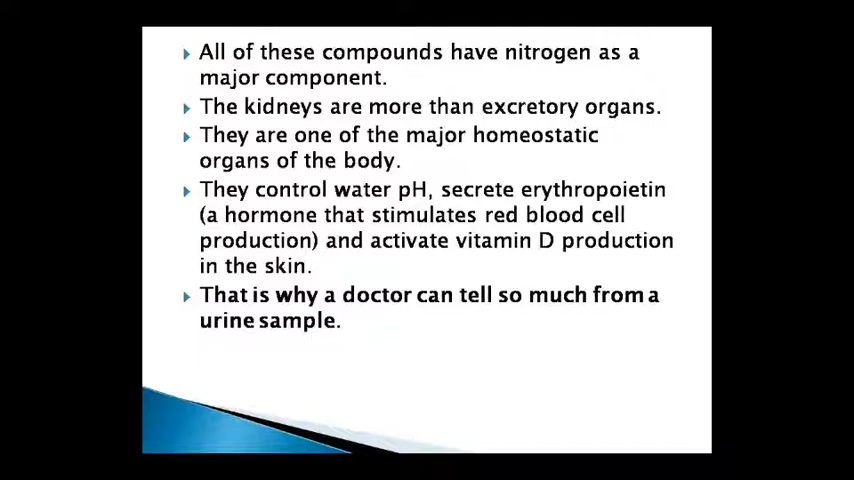 All of these compounds have nitrogen as a
major component.
The kidneys are more than excretory organs.
They are one of the major homeostatic
organs of the body.
They control water pH, secrete erythropoietin
(a hormone that stimulates red blood cell
production) and activate vitamin D production
in the skin.
That is why a doctor can tell so much from a
urine sample.